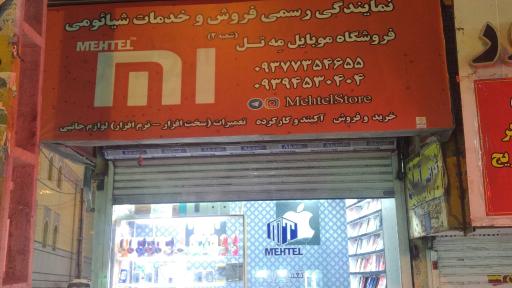 نمایندگی رسمی فروش و خدمات شیائومی
فروشگاه موبایل مه تل (شعبه ۲)
MEHTEL
mi
۰۹۳۷۷۳۵۴۶۵۵
۰۹۳۹۴۵۳۰۴۰۴
MehtelStore
خرید و فروش آکبند و کارکرده تعمیرات (سخت افزار – نرم افزار) لوازم جانبی
MEHTEL